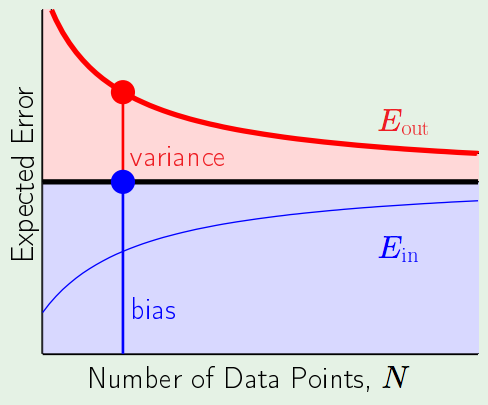 Expected Error
E_out
variance
E_in
bias
Number of Data Points, N